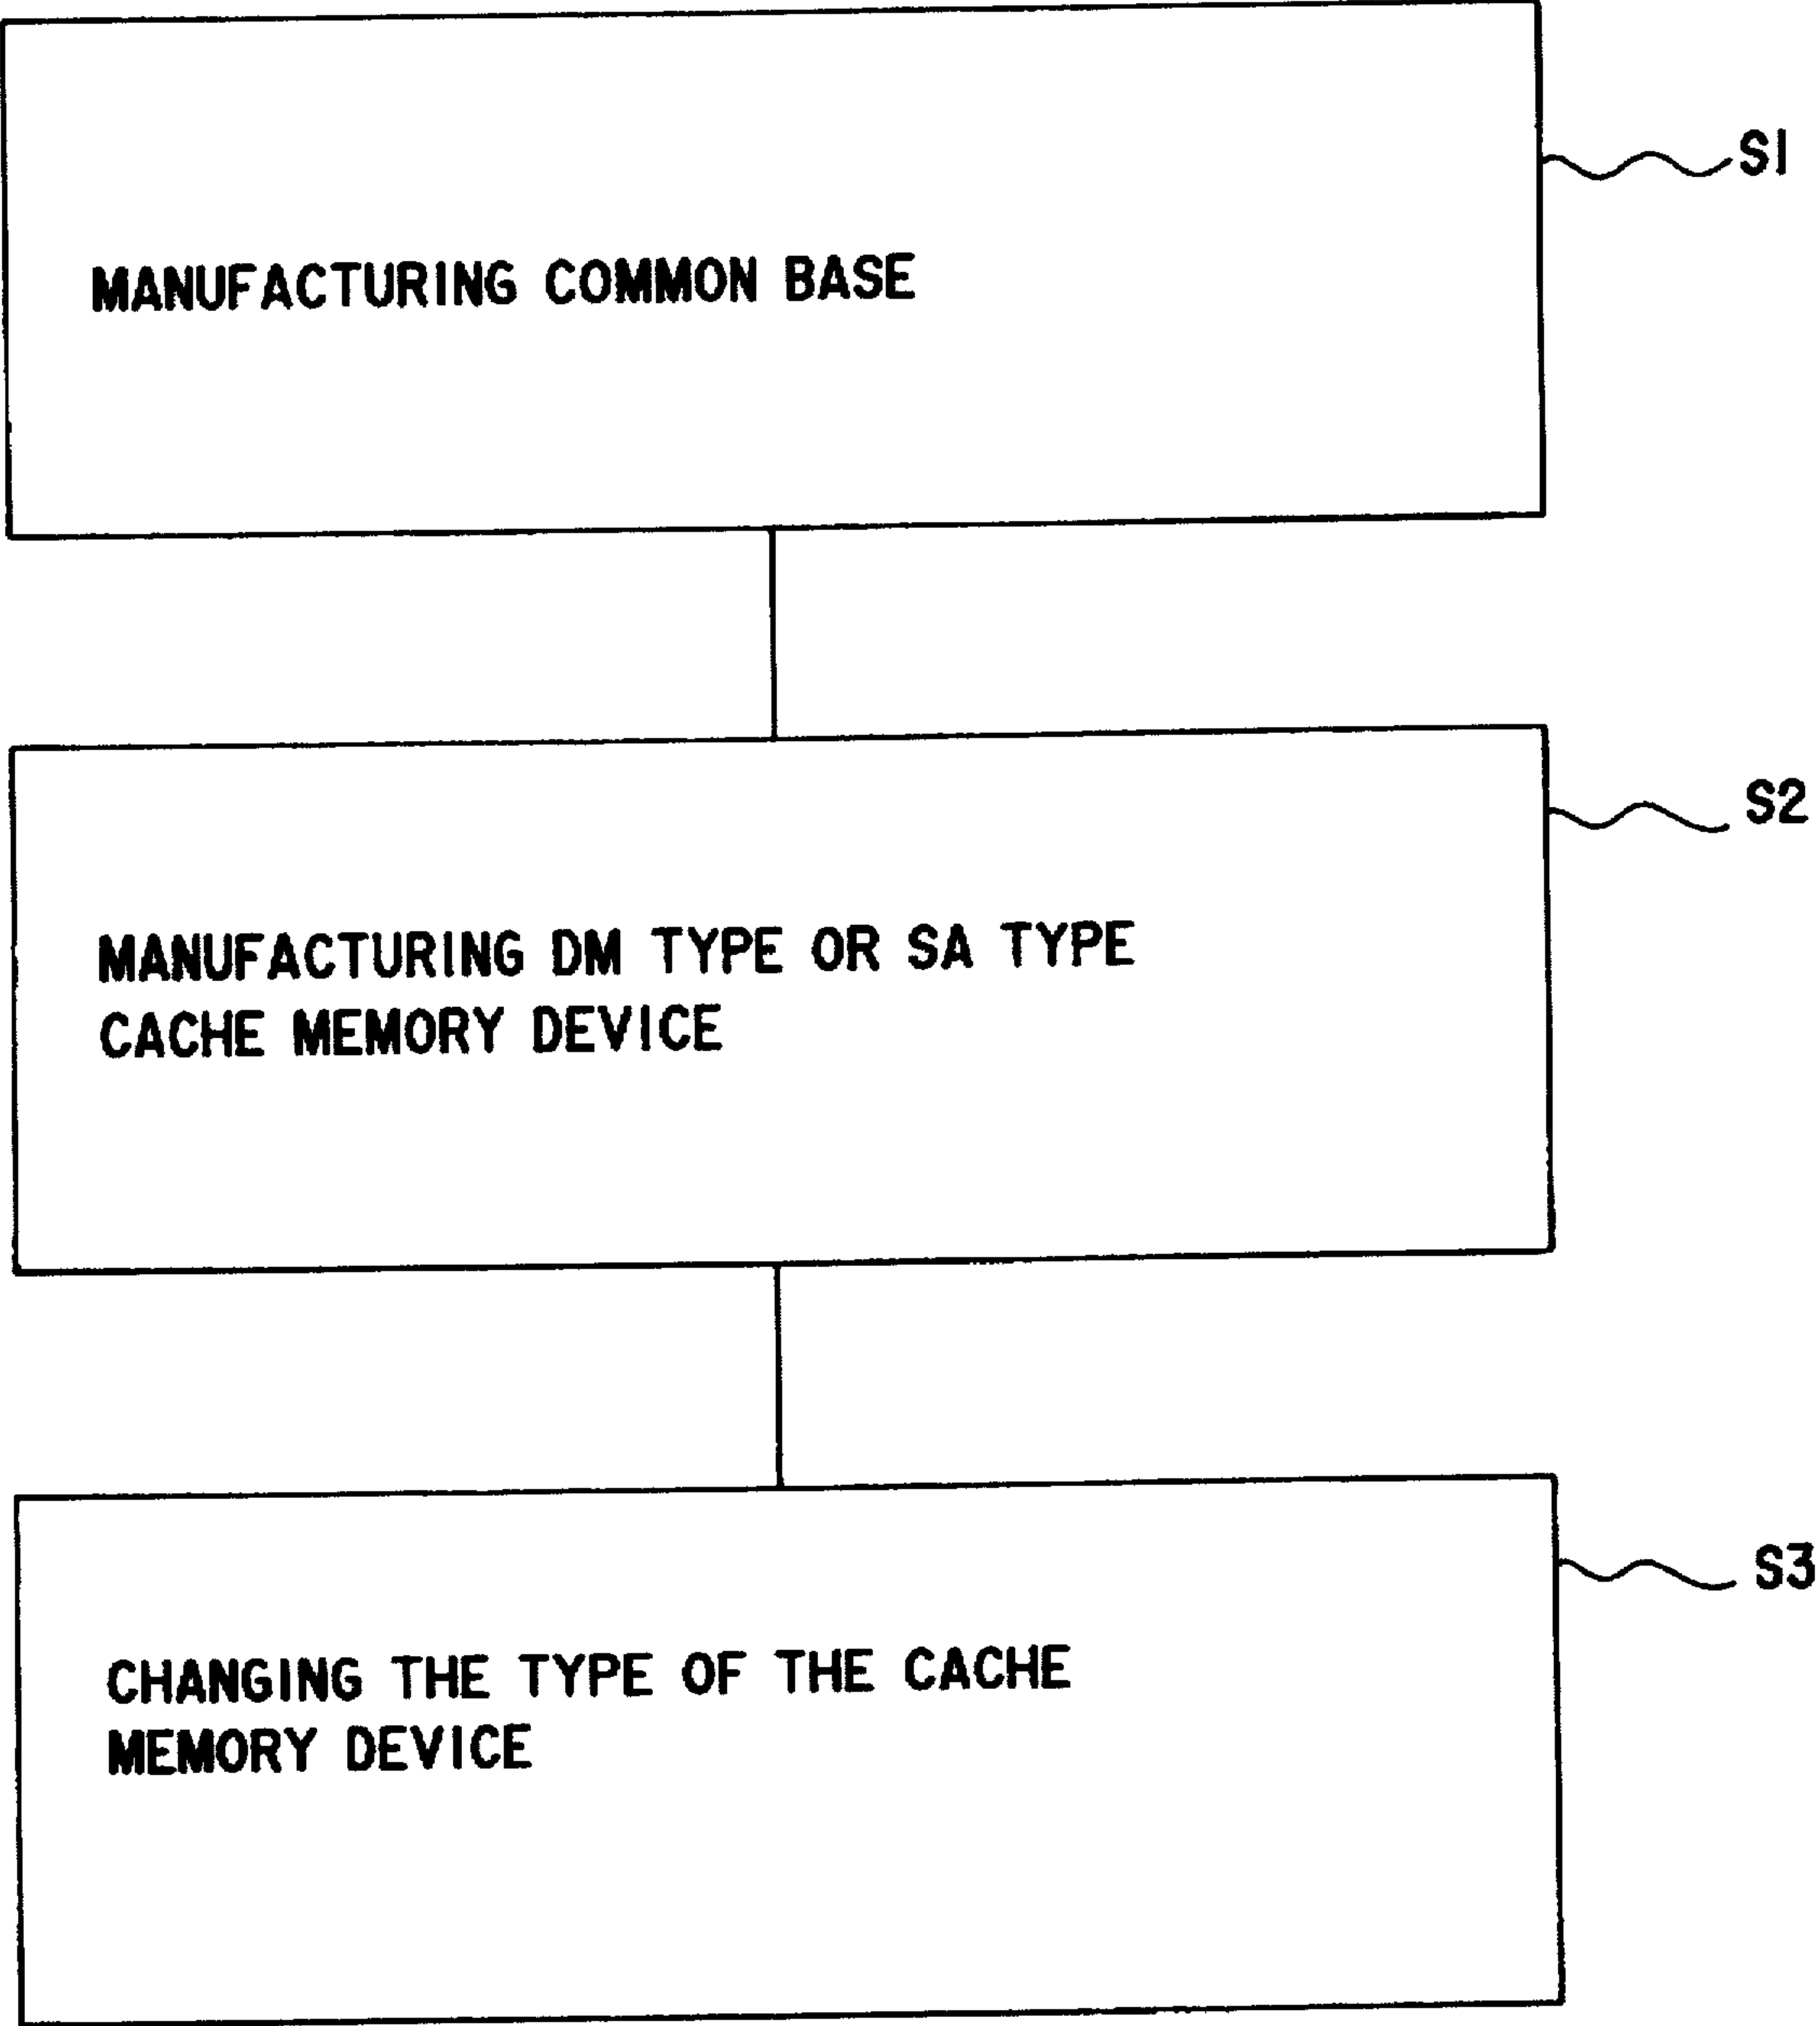 S1
MANUFACTURING COMMON BASE
S2
MANUFACTURING DM TYPE OR SA TYPE
CACHE MEMORY DEVICE
S3
CHANGING THE TYPE OF THE CACHE
MEMORY DEVICE